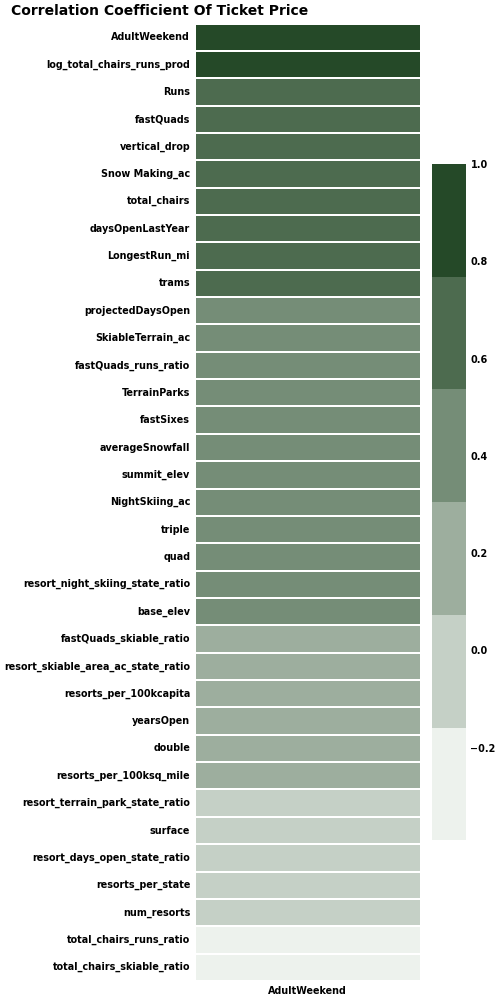 Correlation Coefficient Of Ticket Price
AdultWeekend
log_total_chairs_runs_prod
Runs
fastQuads
vertical_drop
Snow Making_ac
total_chairs
daysOpenLastYear
LongestRun_mi
trams
projectedDaysOpen
SkiableTerrain_ac
fastQuads_runs_ratio
TerrainParks
fastSixes
averageSnowfall
summit_elev
NightSkiing_ac
triple
quad
resort_night_skiing_state_ratio
base_elev
fastQuads_skiable_ratio
resort_skiable_area_ac_state_ratio
resorts_per_100kcapita
yearsOpen
double
resorts_per_100ksq_mile
resort_terrain_park_state_ratio
surface
resort_days_open_state_ratio
resorts_per_state
num_resorts
total_chairs_runs_ratio
total_chairs_skiable_ratio
AdultWeekend
1.0
0.8
0.6
0.4
0.2
0.0
−0.2